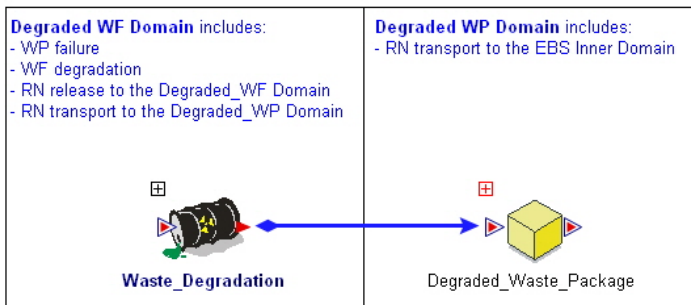 Degraded WF Domain includes:
- WP failure
- WF degradation
- RN release to the Degraded_WF Domain
- RN transport to the Degraded_WP Domain
Degraded WP Domain includes:
- RN transport to the EBS Inner Domain
Waste_Degradation
Degraded_Waste_Package